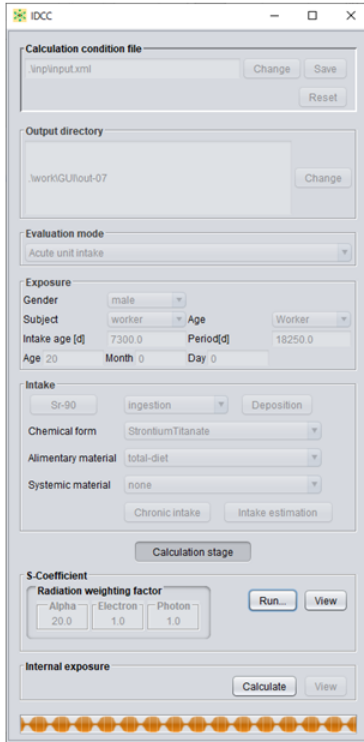 IDCC
Calculation condition file
.\inp\input.xml Change Save
Reset
Output directory
.\work\GUI\out-07 Change
Evaluation mode
Acute unit intake
Exposure
Gender male
Subject worker Age Worker
Intake age [d] 7300.0 Period[d] 18250.0
Age 20 Month 0 Day 0
Intake
Sr-90 ingestion Deposition
Chemical form StrontiumTitanate
Alimentary material total-diet
Systemic material none
Chronic intake Intake estimation
Calculation stage
S-Coefficient
Radiation weighting factor
Alpha Electron Photon
20.0 1.0 1.0
Run... View
Internal exposure
Calculate View